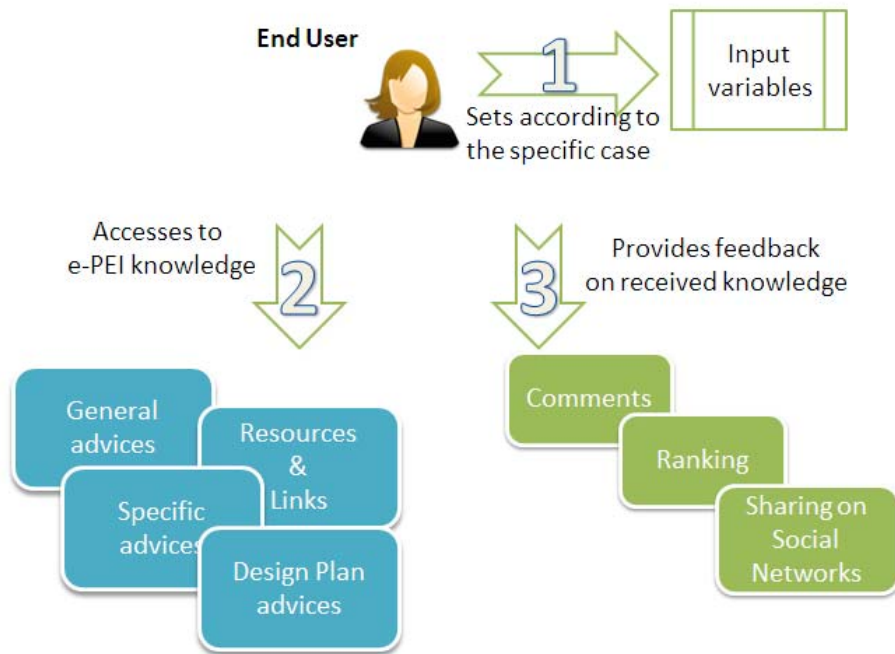 End User
1
Input
variables
Sets according to
the specific case
Accesses to
e-PEI knowledge
2
3
Provides feedback
on received knowledge
General
advices
Resources
&
Links
Specific
advices
Design Plan
advices
Comments
Ranking
Sharing on
Social
Networks